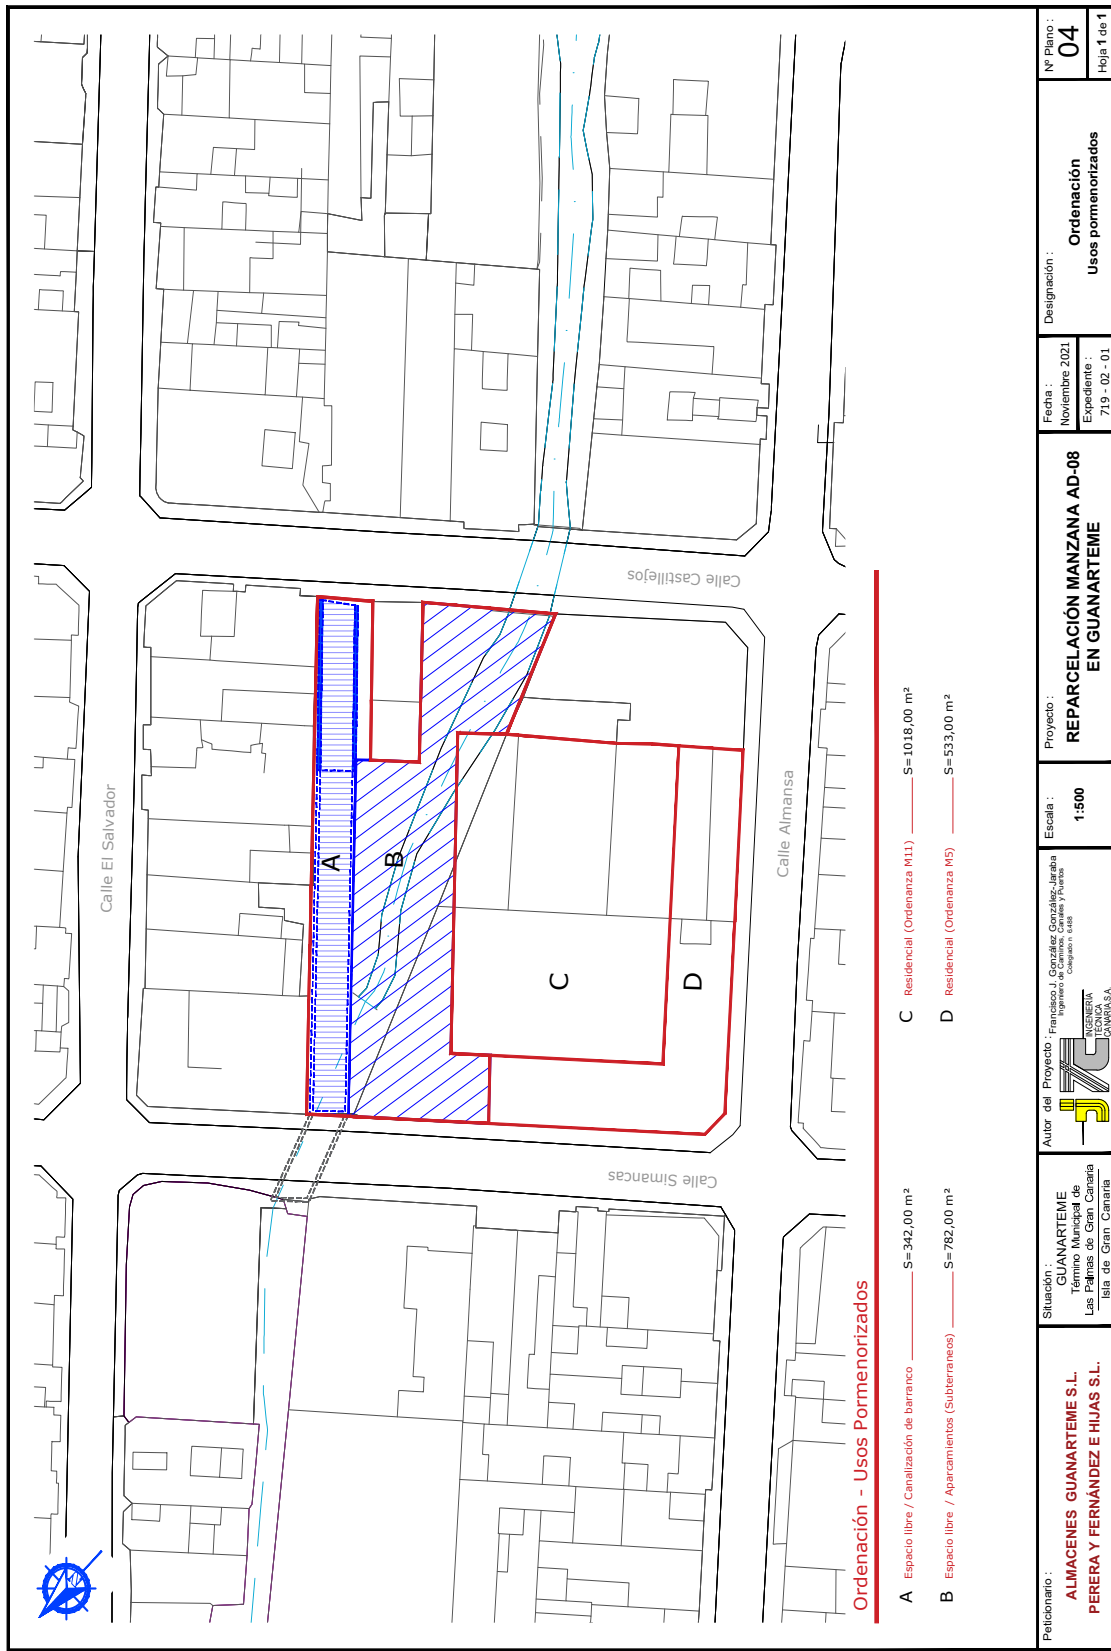 Calle El Salvador
Calle Castillejos
Calle Almansa
Calle Simancas
A
B
C
D
Ordenación - Usos Pormenorizados
A Espacio libre / Canalización de barranco S=342,00 m²
B Espacio libre / Aparcamientos (Subterraneos) S=782,00 m²
C Residencial (Ordenanza M11) S=1018,00 m²
D Residencial (Ordenanza M5) S=533,00 m²
Peticionario :
ALMACENES GUANARTEME S.L.
PERERA Y FERNÁNDEZ E HIJAS S.L.
Situación :
GUANARTEME
Término Municipal de
Las Palmas de Gran Canaria
Isla de Gran Canaria
Autor del Proyecto :
Francisco J. González González-Jaraba
Ingeniero de Caminos, Canales y Puertos
Colegiado n. 6.488
INGENIERÍA
TÉCNICA
CANARIA S.A.
Escala :
1:500
Proyecto :
REPARCELACIÓN MANZANA AD-08
EN GUANARTEME
Fecha :
Noviembre 2021
Expediente :
719 - 02 - 01
Designación :
Ordenación
Usos pormenorizados
Nº Plano :
04
Hoja 1 de 1